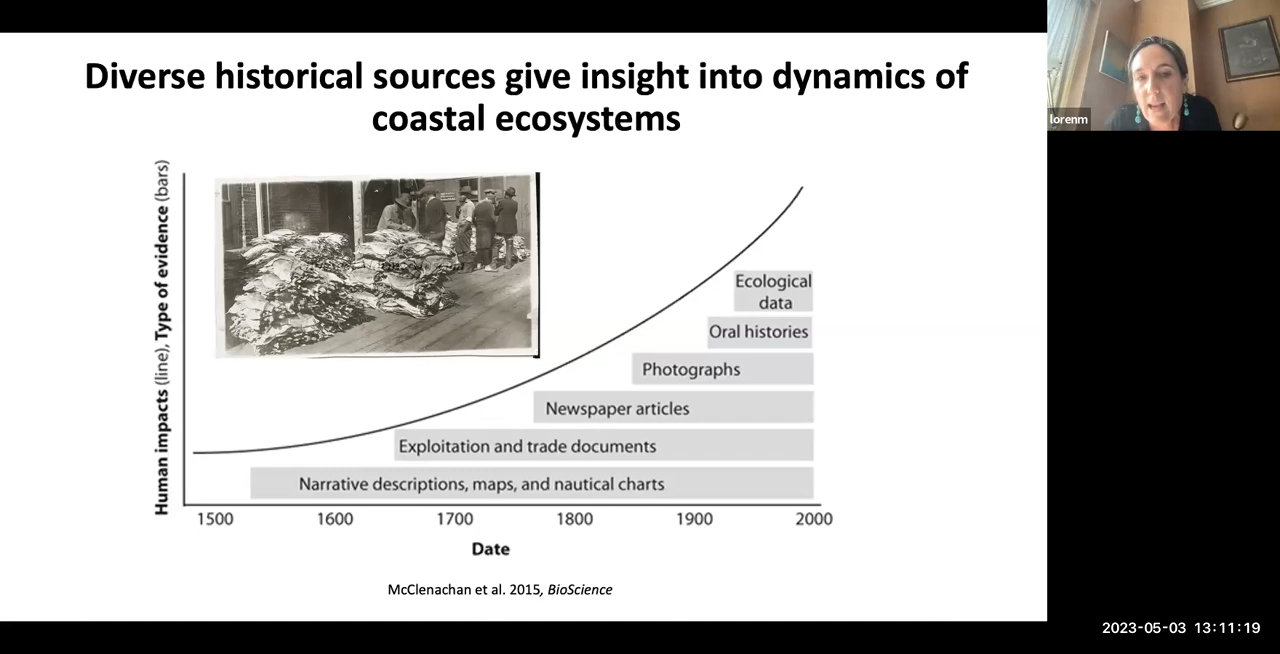 Diverse historical sources give insight into dynamics of
coastal ecosystems
lorenm
Human impacts (line), Type of evidence (bars)
Ecological
data
Oral histories
Photographs
Newspaper articles
Exploitation and trade documents
Narrative descriptions, maps, and nautical charts
1500 1600 1700 1800 1900 2000
Date
McClenachan et al. 2015, BioScience
2023-05-03 13:11:19